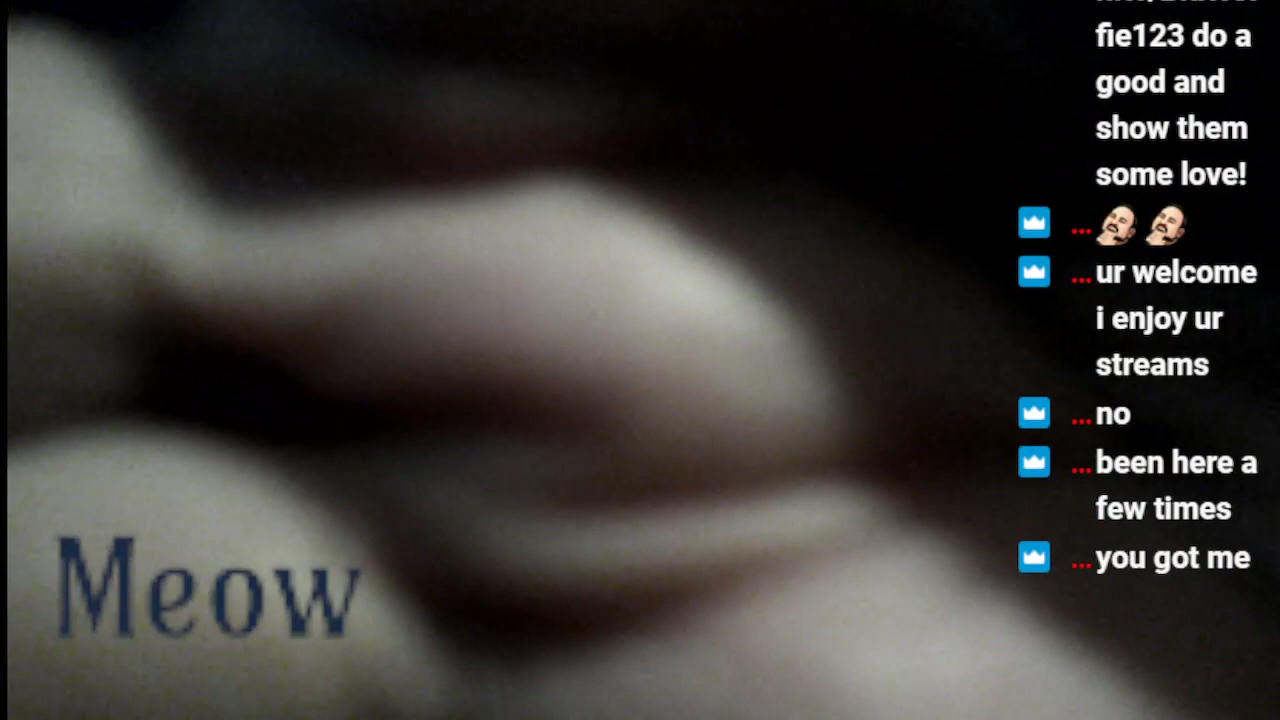 fie123 do a
good and
show them
some love!
...
...ur welcome
i enjoy ur
streams
...no
...been here a
few times
...you got me
Meow